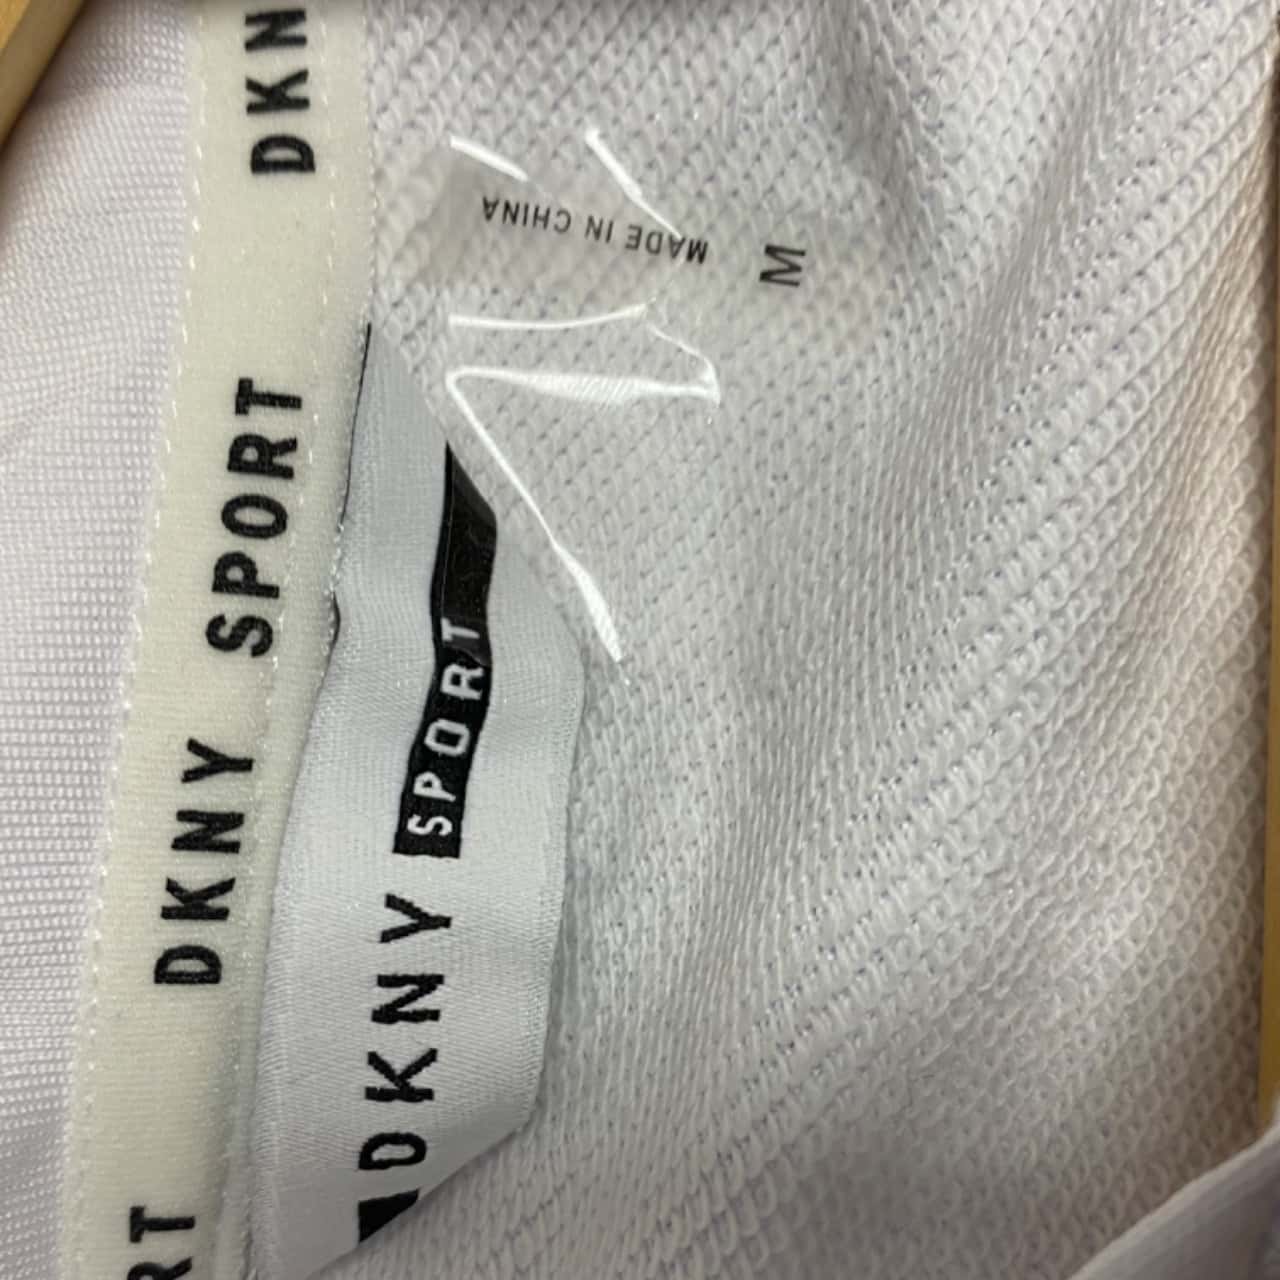 DKNY SPORT
DKN
RT
DKNY SPORT
MADE IN CHINA
M